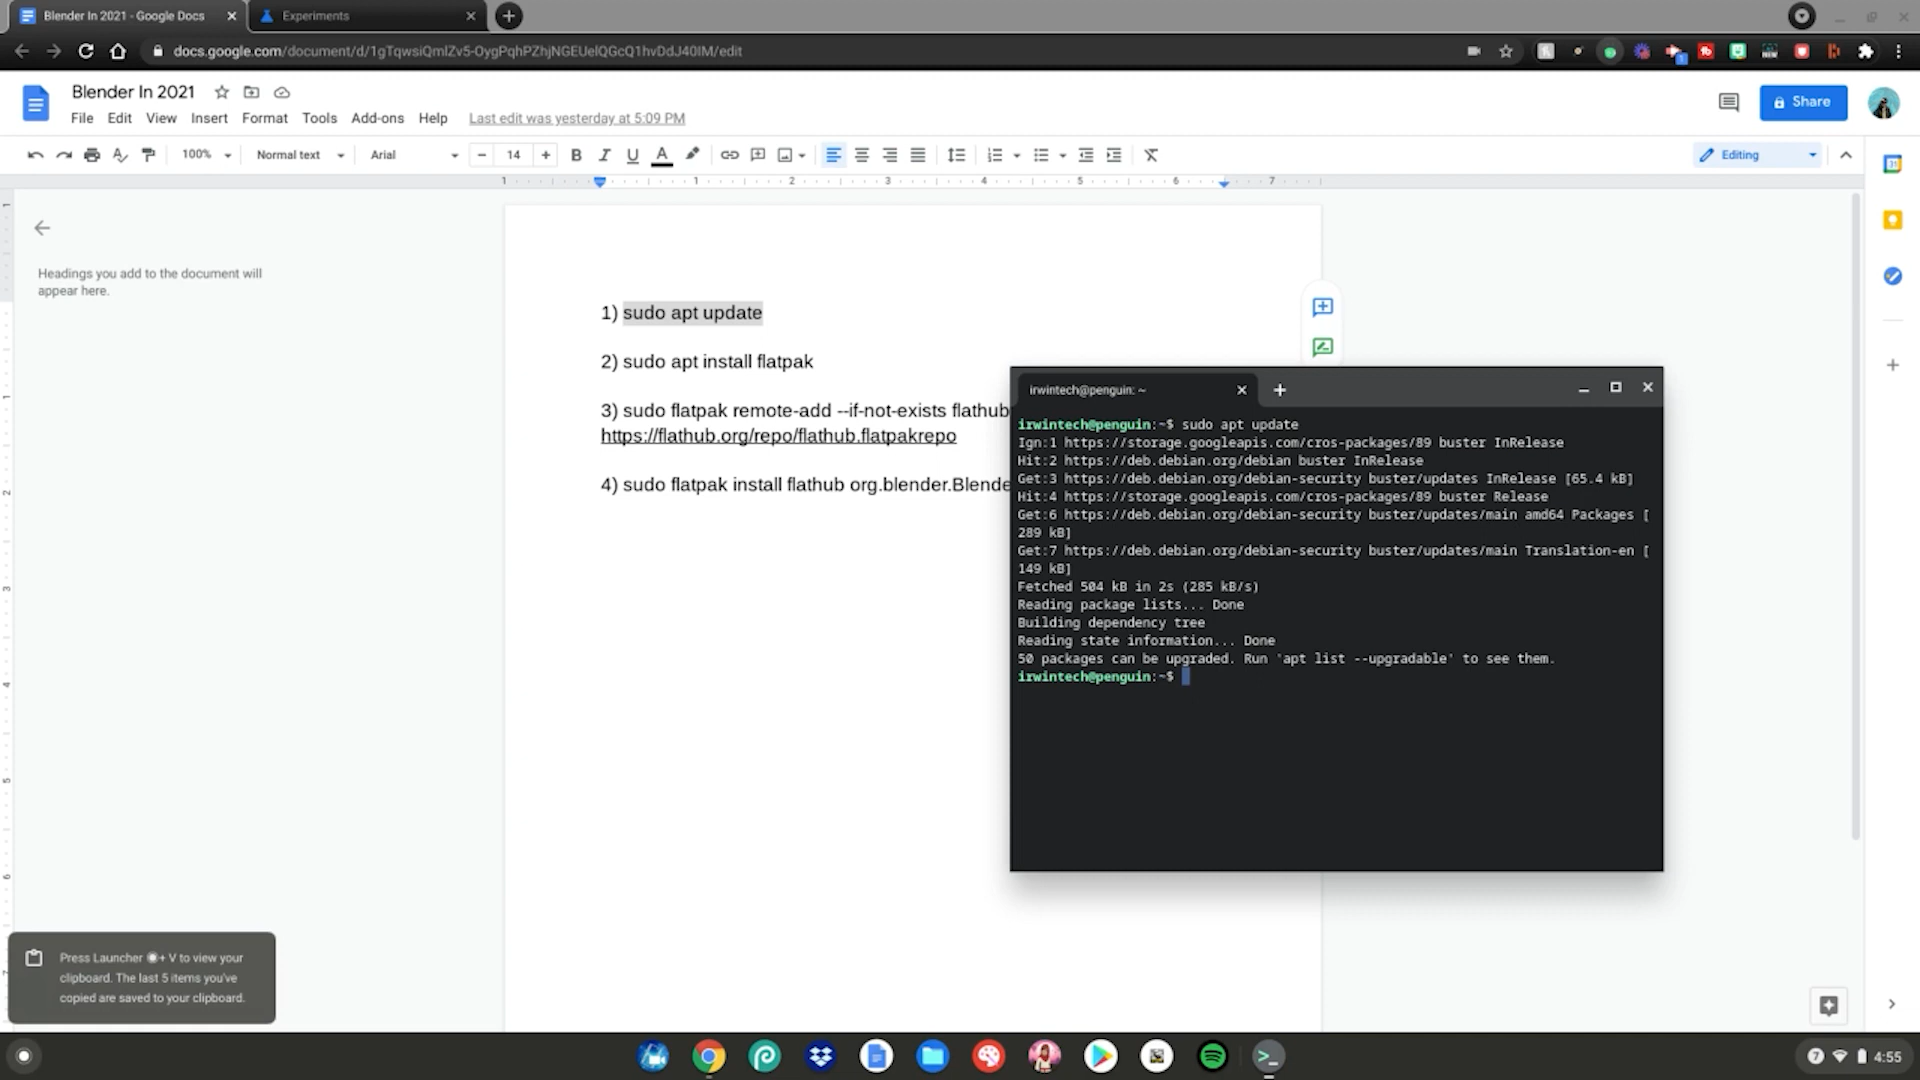 Blender In 2021 - Google Docs
Experiments
docs.google.com/document/d/1gTqwsiQmlZv5-OygPqhPZhjNGEUelQGcQ1hvDdJ40lM/edit
Blender In 2021
Share
File Edit View Insert Format Tools Add-ons Help Last edit was yesterday at 5:09 PM
100% Normal text Arial 14 Editing
1 1 2 3 4 5 6 7
Headings you add to the document will
appear here.
1) sudo apt update
2) sudo apt install flatpak
3) sudo flatpak remote-add --if-not-exists flathub
https://flathub.org/repo/flathub.flatpakrepo
4) sudo flatpak install flathub org.blender.Blende
irwintech@penguin: ~
irwintech@penguin:~$ sudo apt update
Ign:1 https://storage.googleapis.com/cros-packages/89 buster InRelease
Hit:2 https://deb.debian.org/debian buster InRelease
Get:3 https://deb.debian.org/debian-security buster/updates InRelease [65.4 kB]
Hit:4 https://storage.googleapis.com/cros-packages/89 buster Release
Get:6 https://deb.debian.org/debian-security buster/updates/main amd64 Packages [
289 kB]
Get:7 https://deb.debian.org/debian-security buster/updates/main Translation-en [
149 kB]
Fetched 504 kB in 2s (285 kB/s)
Reading package lists... Done
Building dependency tree
Reading state information... Done
50 packages can be upgraded. Run 'apt list --upgradable' to see them.
irwintech@penguin:~$
Press Launcher + V to view your
clipboard. The last 5 items you've
copied are saved to your clipboard.
7 4:55